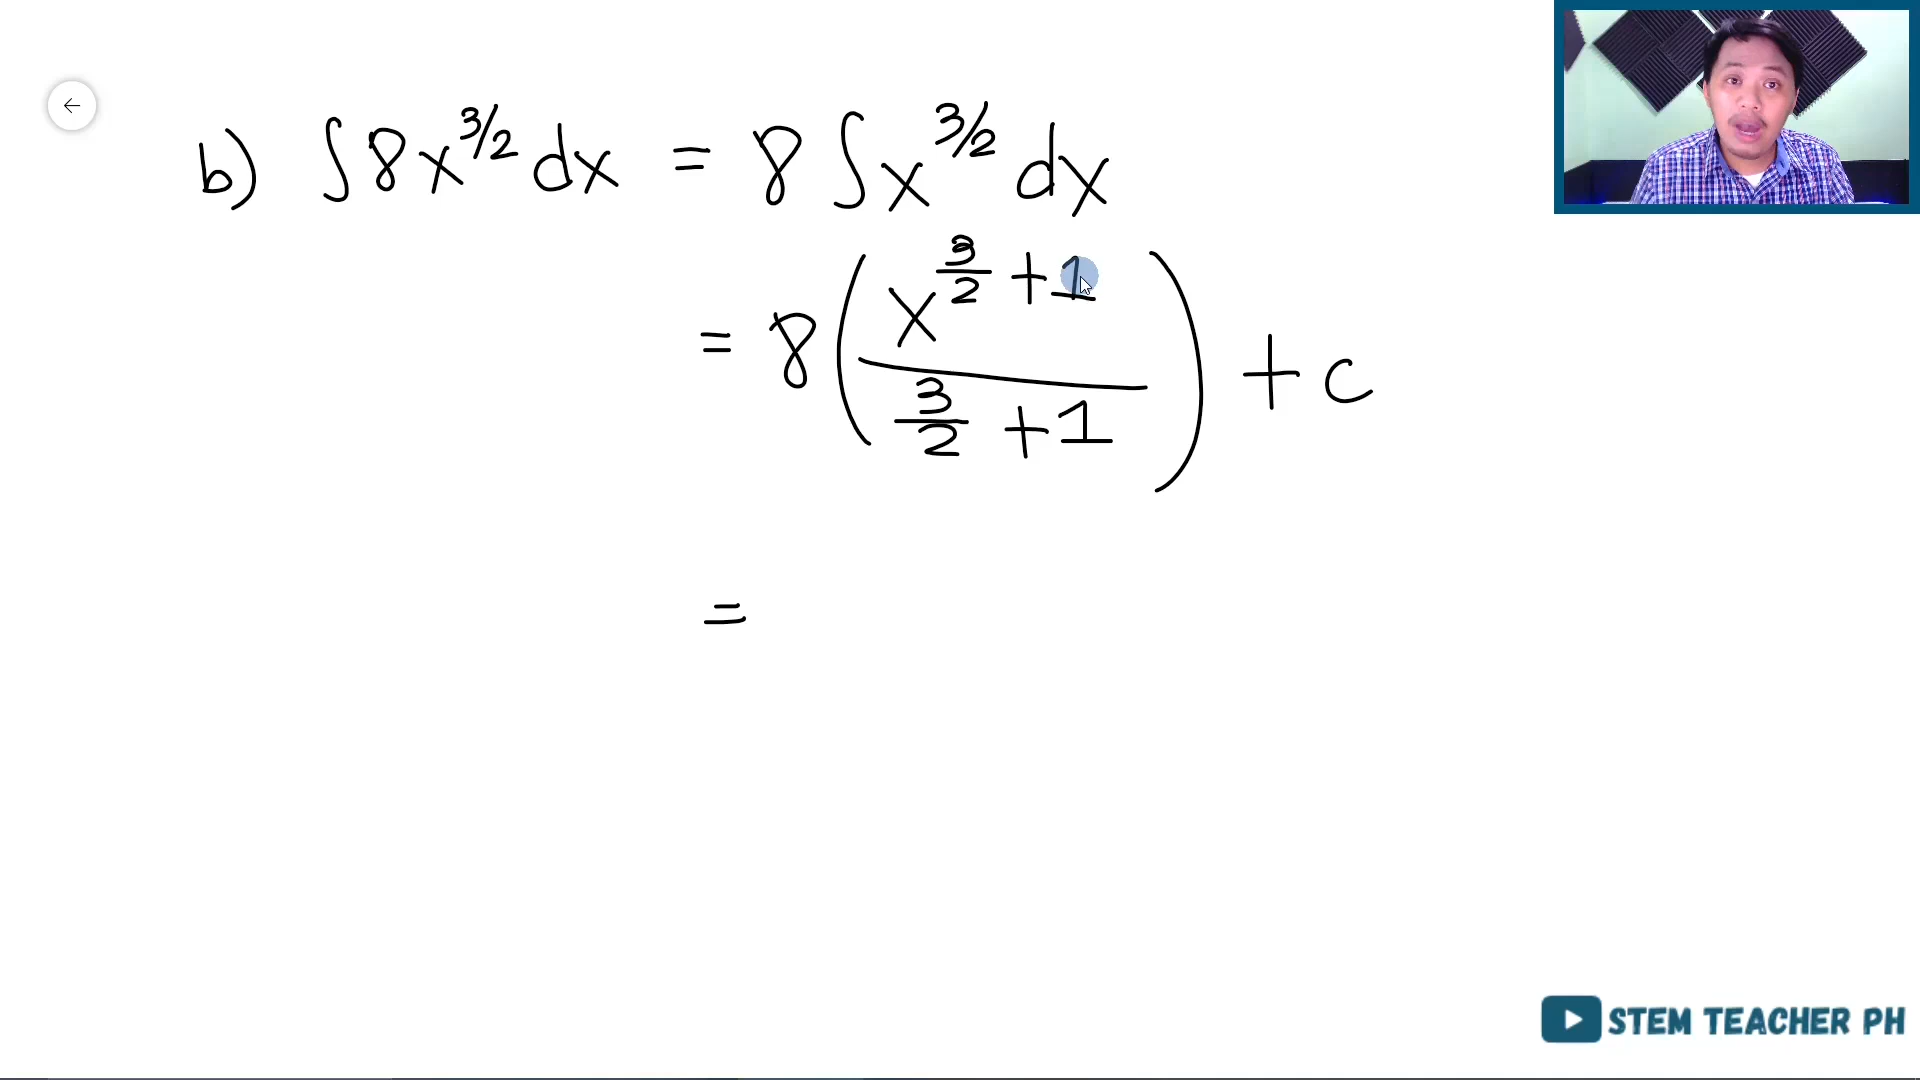 b) ∫8x^3/2 dx = 8∫x^3/2 dx
= 8(x^(3/2 + 1) / (3/2 + 1)) + c
=
STEM TEACHER PH